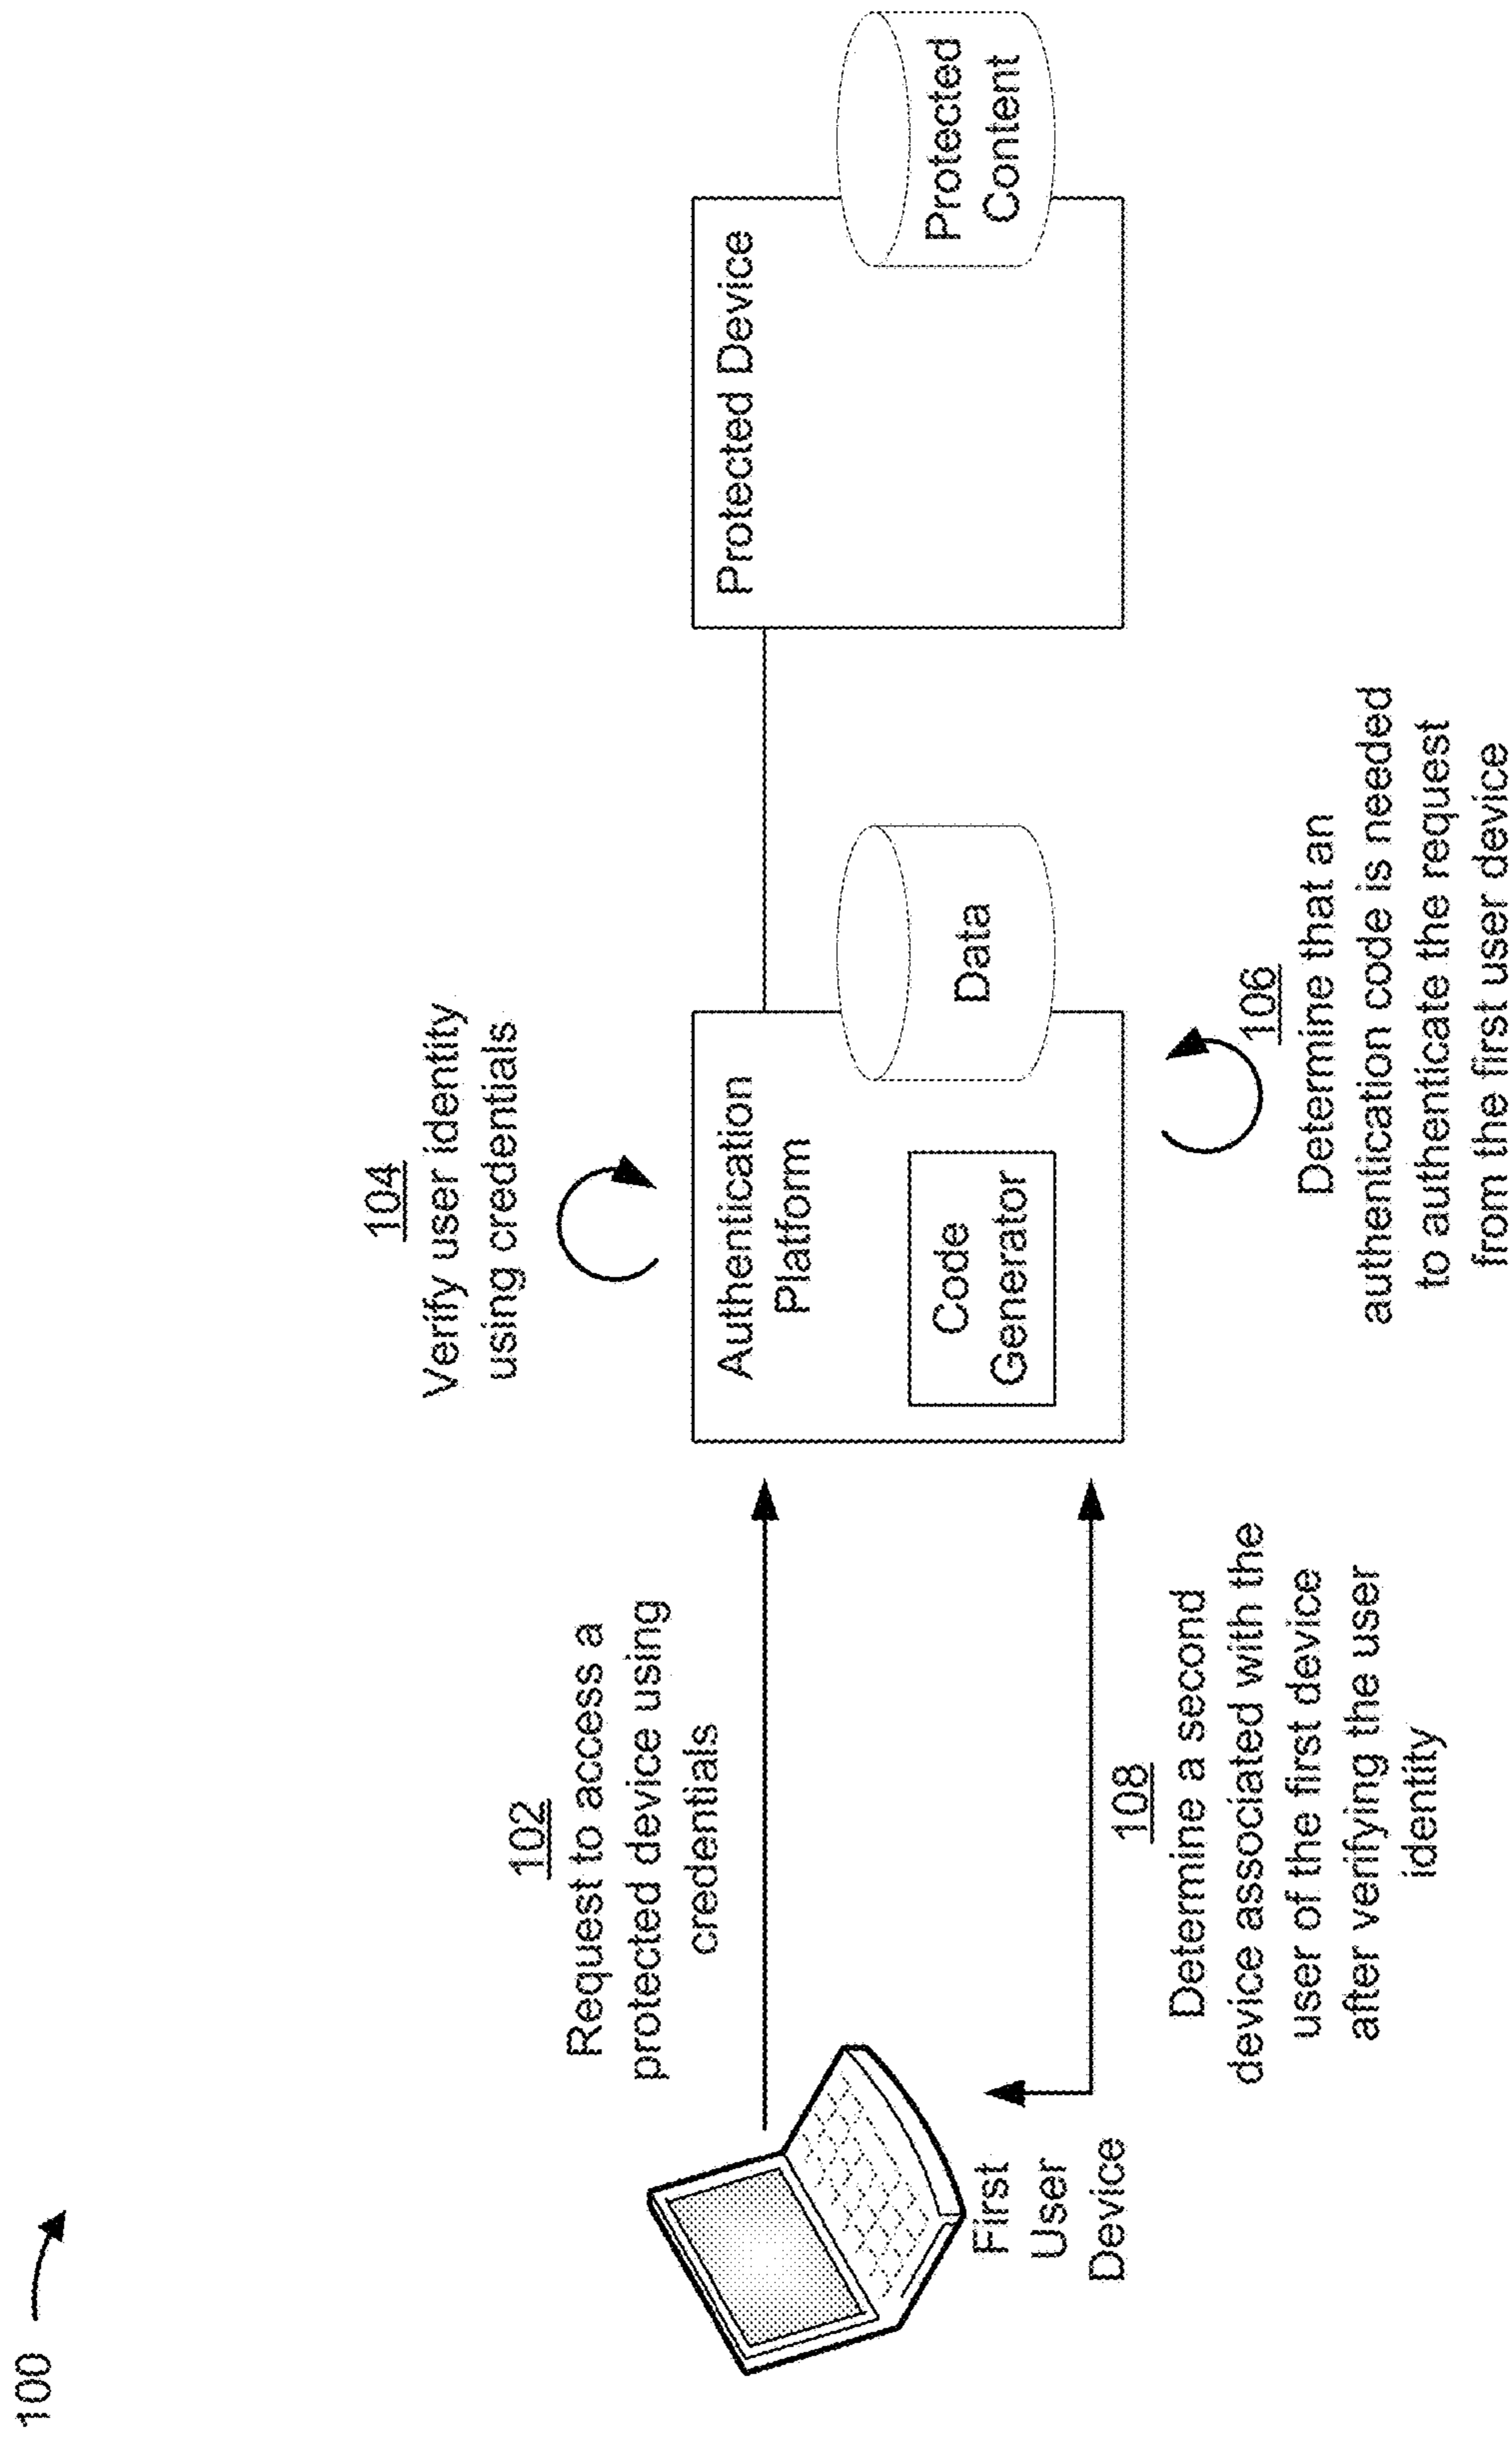 100
102
Request to access a
protected device using
credentials
104
Verify user identity
using credentials
Authentication
Platform
Code
Generator
Data
Protected Device
Protected
Content
First
User
Device
108
Determine a second
device associated with the
user of the first device
after verifying the user
identity
106
Determine that an
authentication code is needed
to authenticate the request
from the first user device